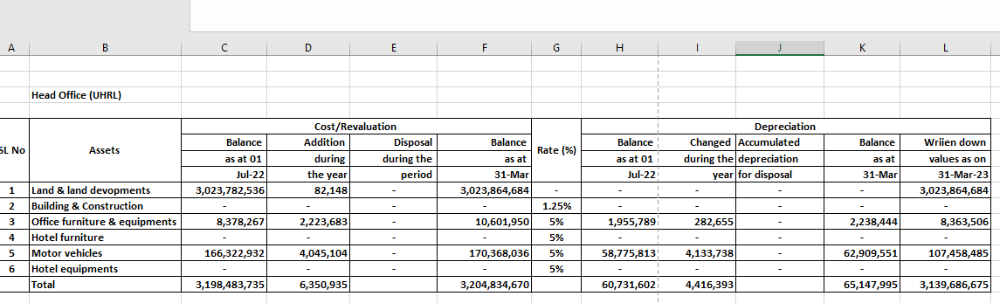 A B C D E F G H I J K L
Head Office (UHRL)
Cost/Revaluation Depreciation
Balance Addition Disposal Balance Balance Changed Accumulated Balance Wriien down
SL No Assets Rate (%)
as at 01 during during the as at as at 01 during the depreciation as at values as on
Jul-22 the year period 31-Mar Jul-22 year for disposal 31-Mar 31-Mar-23
1 Land & land devopments 3,023,782,536 82,148 - 3,023,864,684 - - - - - 3,023,864,684
2 Building & Construction - - - - 1.25% - - - - -
3 Office furniture & equipments 8,378,267 2,223,683 - 10,601,950 5% 1,955,789 282,655 - 2,238,444 8,363,506
4 Hotel furniture - - - - 5% - - - - -
5 Motor vehicles 166,322,932 4,045,104 - 170,368,036 5% 58,775,813 4,133,738 - 62,909,551 107,458,485
6 Hotel equipments - - - - 5% - - - - -
Total 3,198,483,735 6,350,935 3,204,834,670 60,731,602 4,416,393 65,147,995 3,139,686,675